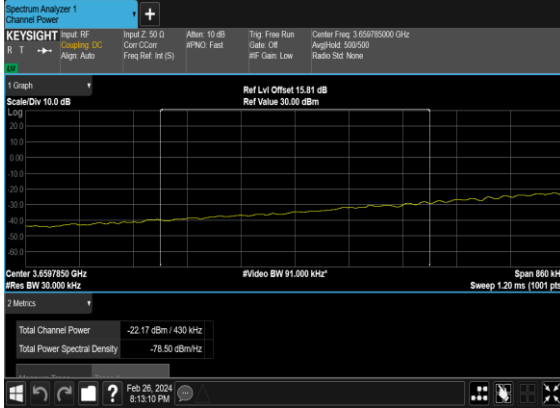 Spectrum Analyzer 1
Channel Power
+
KEYSIGHT Input: RF Input Z: 50 Ω Atten: 10 dB Trig: Free Run Center Freq: 3.659785000 GHz
R T Coupling: DC Corr CCorr #PNO: Fast Gate: Off Avg|Hold: 500/500
Align: Auto Freq Ref: Int (S) #IF Gain: Low Radio Std: None
1 Graph
Ref Lvl Offset 15.81 dB
Scale/Div 10.0 dB Ref Value 30.00 dBm
Log
20.0
10.0
0.00
-10.0
-20.0
-30.0
-40.0
-50.0
-60.0
Center 3.6597850 GHz #Video BW 91.000 kHz* Span 860 kH
#Res BW 30.000 kHz Sweep 1.20 ms (1001 pts
2 Metrics
Total Channel Power -22.17 dBm / 430 kHz
Total Power Spectral Density -78.50 dBm/Hz
? Feb 26, 2024
8:13:10 PM